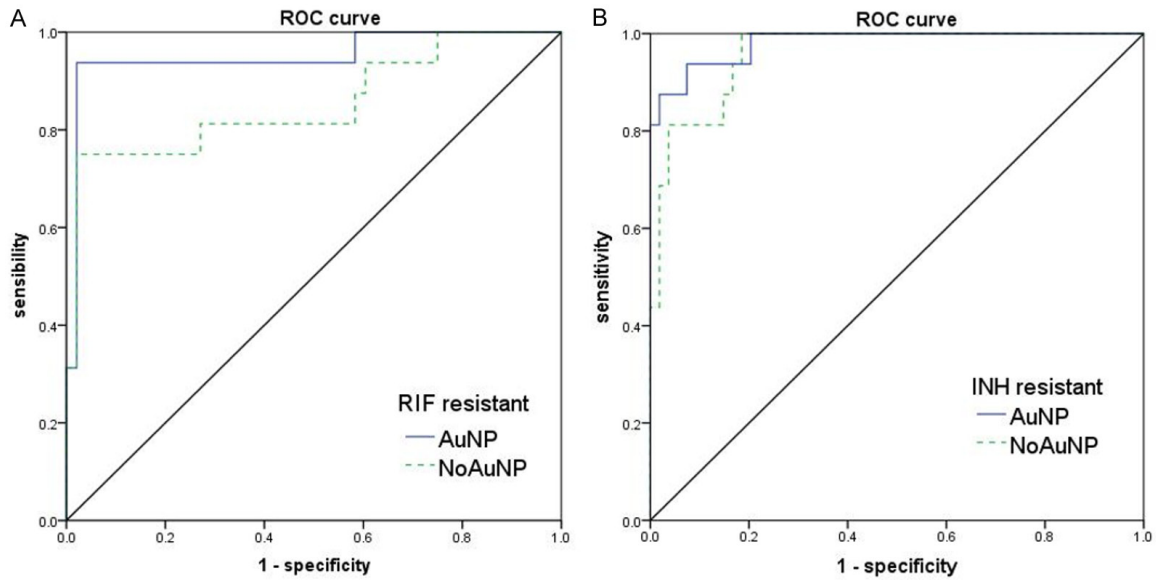 A
ROC curve
1.0
0.8
0.6
0.4
0.2
0.0
sensibility
0.0 0.2 0.4 0.6 0.8 1.0
1 - specificity
RIF resistant
AuNP
NoAuNP
B
ROC curve
1.0
0.8
0.6
0.4
0.2
0.0
sensitivity
0.0 0.2 0.4 0.6 0.8 1.0
1 - specificity
INH resistant
AuNP
NoAuNP